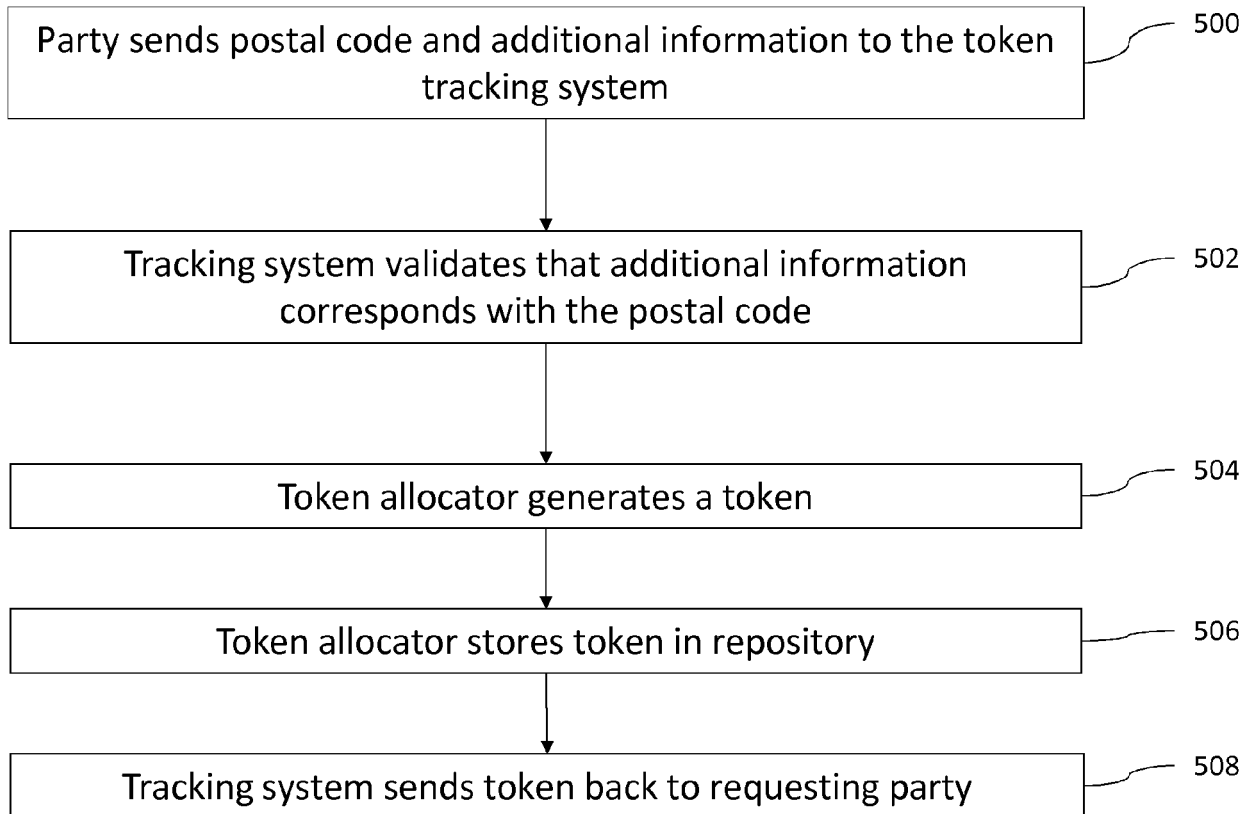 Party sends postal code and additional information to the token
tracking system
500
Tracking system validates that additional information
corresponds with the postal code
502
Token allocator generates a token
504
Token allocator stores token in repository
506
Tracking system sends token back to requesting party
508